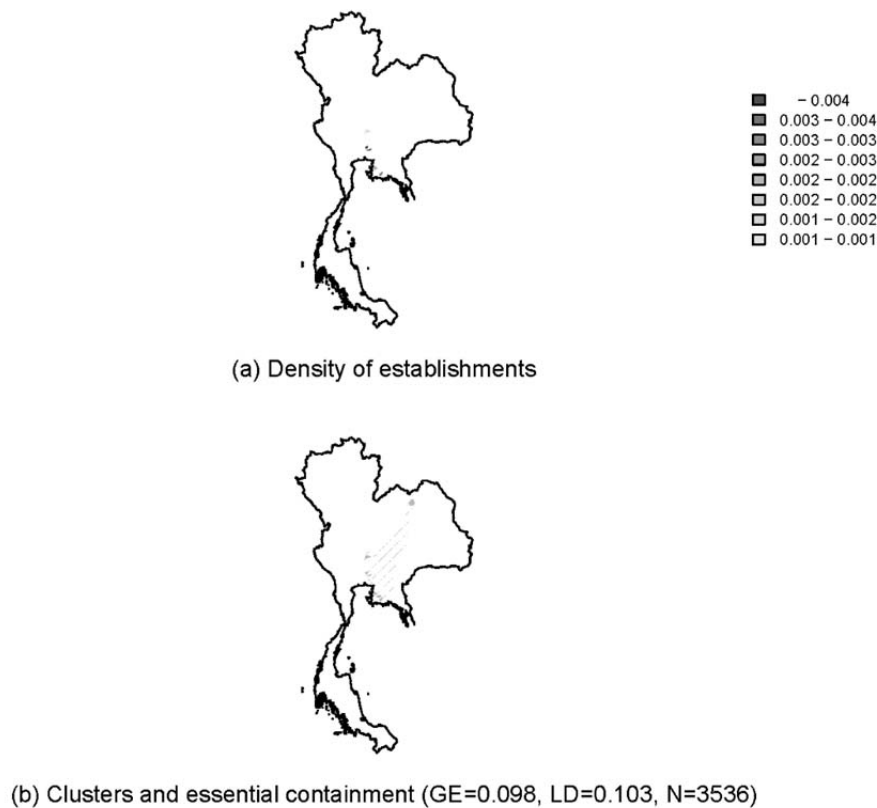 − 0.004
0.003 − 0.004
0.003 − 0.003
0.002 − 0.003
0.002 − 0.002
0.002 − 0.002
0.001 − 0.002
0.001 − 0.001
(a) Density of establishments
(b) Clusters and essential containment (GE=0.098, LD=0.103, N=3536)